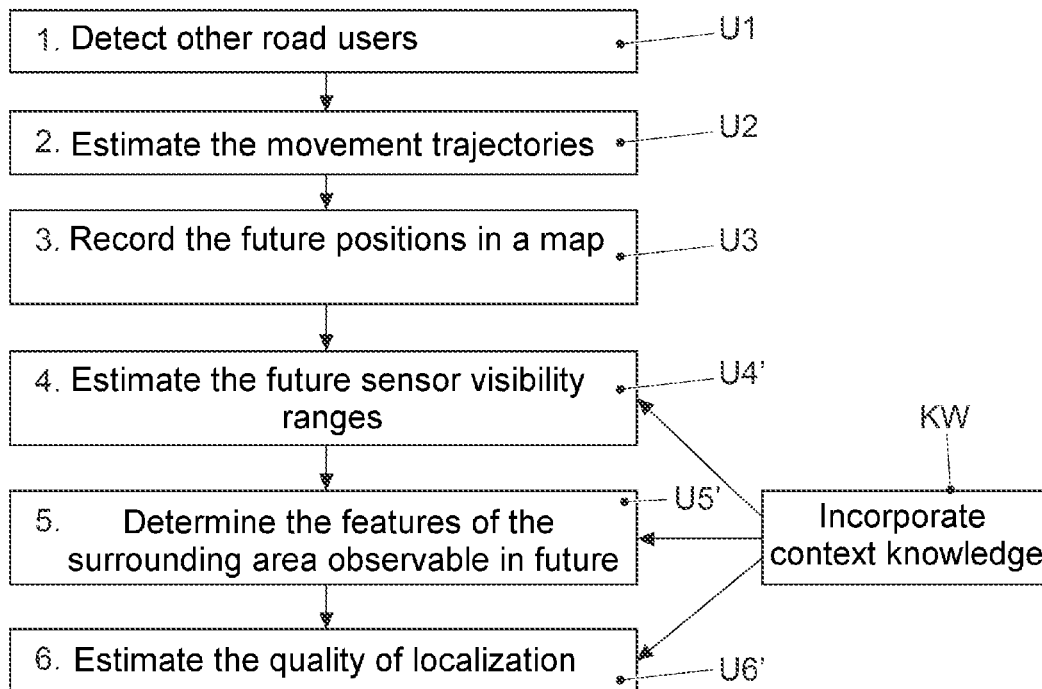 1. Detect other road users
U1
2. Estimate the movement trajectories
U2
3. Record the future positions in a map
U3
4. Estimate the future sensor visibility
ranges
U4'
KW
5. Determine the features of the
surrounding area observable in future
U5'
Incorporate
context knowledge
6. Estimate the quality of localization
U6'